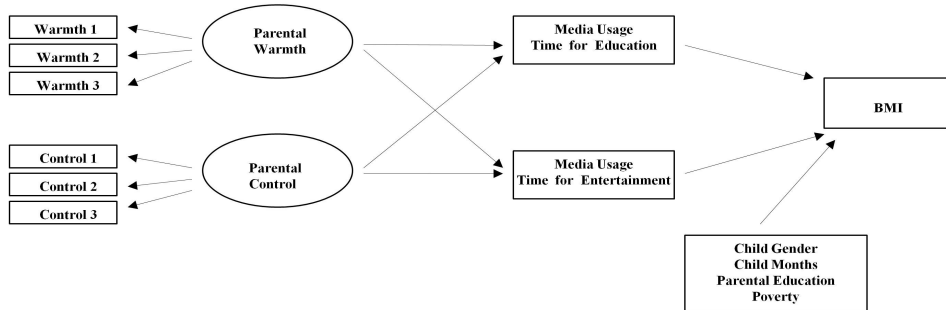 Warmth 1
Warmth 2
Warmth 3
Parental
Warmth
Media Usage
Time for Education
BMI
Control 1
Control 2
Control 3
Parental
Control
Media Usage
Time for Entertainment
Child Gender
Child Months
Parental Education
Poverty